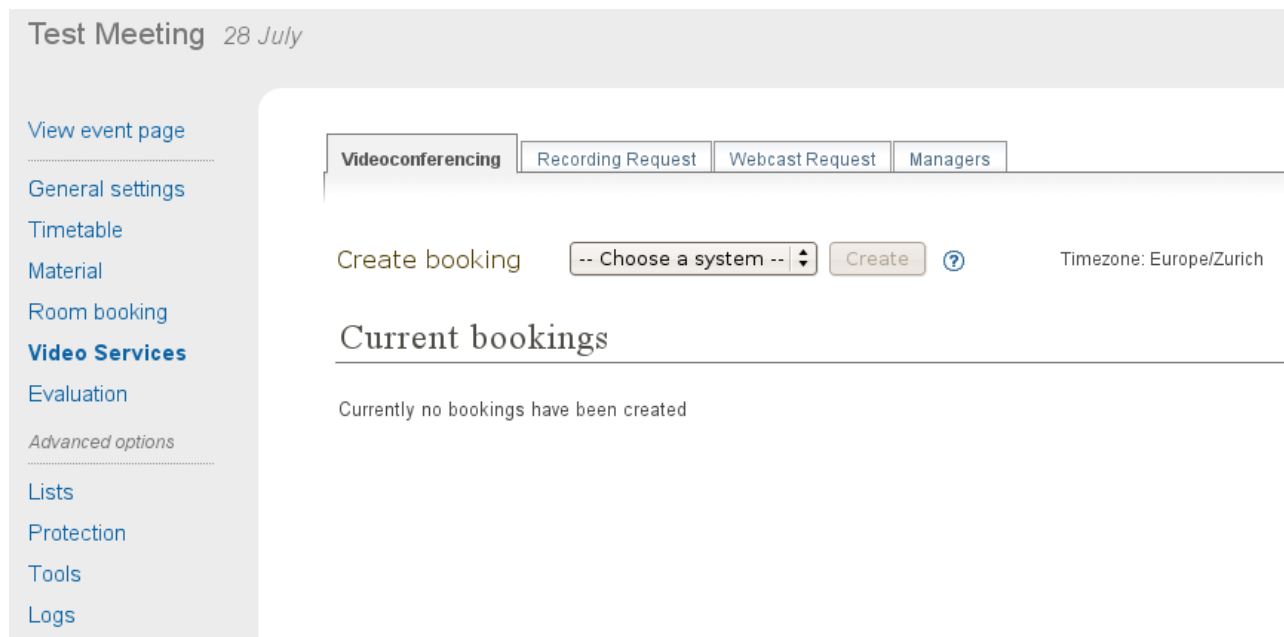 Test Meeting 28 July
View event page
General settings
Timetable
Material
Room booking
Video Services
Evaluation
Advanced options
Lists
Protection
Tools
Logs
Videoconferencing Recording Request Webcast Request Managers
Create booking -- Choose a system -- Create ? Timezone: Europe/Zurich
Current bookings
Currently no bookings have been created